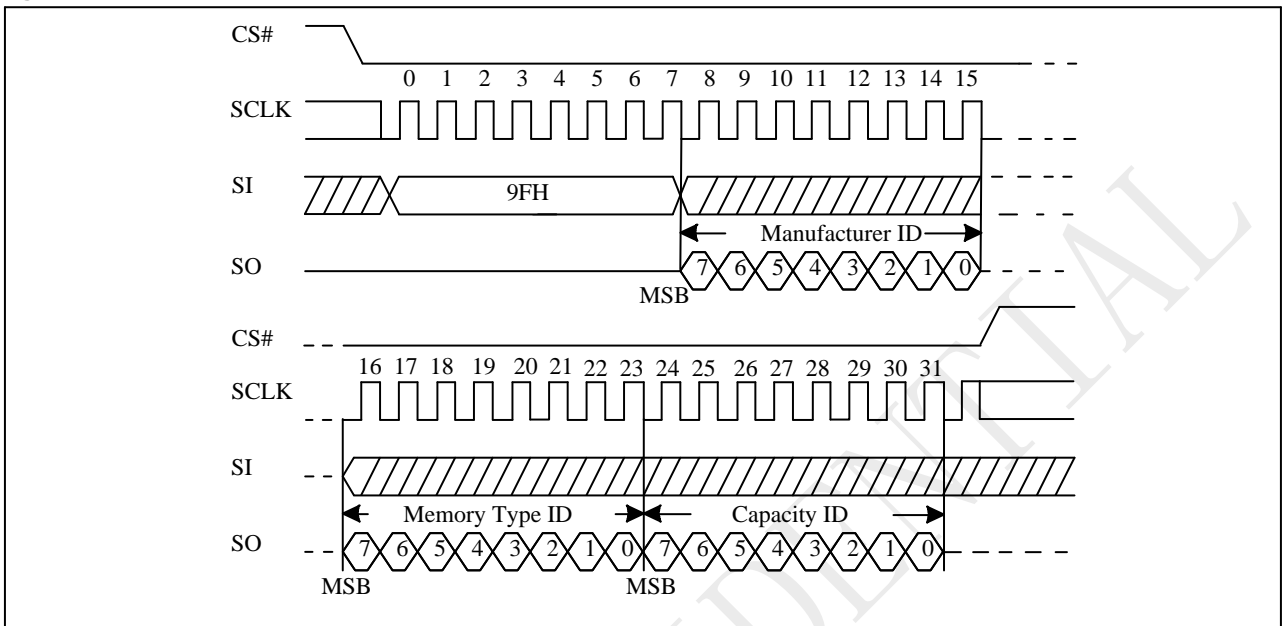 CS#
0 1 2 3 4 5 6 7 8 9 10 11 12 13 14 15
SCLK
SI
9FH
Manufacturer ID
SO
7 6 5 4 3 2 1 0
MSB
CS#
16 17 18 19 20 21 22 23 24 25 26 27 28 29 30 31
SCLK
SI
Memory Type ID Capacity ID
SO
7 6 5 4 3 2 1 0 7 6 5 4 3 2 1 0
MSB MSB